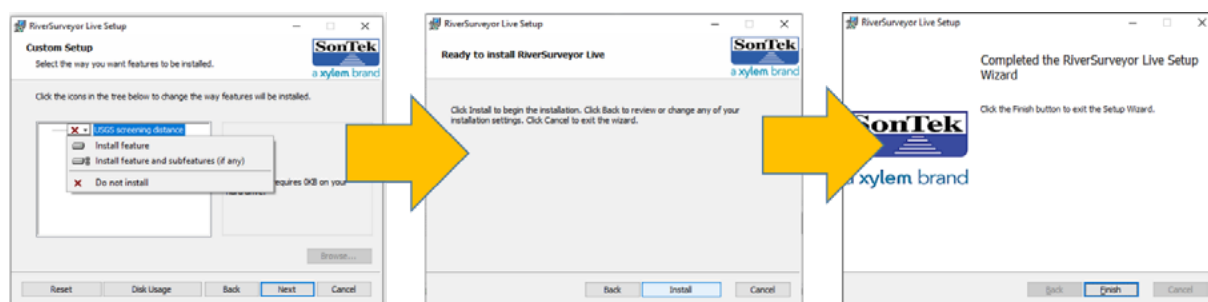 RiverSurveyor Live Setup
Custom Setup
Select the way you want features to be installed.
SonTek
a xylem brand
Click the icons in the tree below to change the way features will be installed.
USGS screening distance
Install feature
Install feature and subfeatures (if any)
Do not install
requires 0KB on your
Browse...
Reset Disk Usage Back Next Cancel
RiverSurveyor Live Setup
Ready to install RiverSurveyor Live
SonTek
a xylem brand
Click Install to begin the installation. Click Back to review or change any of your
installation settings. Click Cancel to exit the wizard.
Back Install Cancel
RiverSurveyor Live Setup
Completed the RiverSurveyor Live Setup
Wizard
Click the Finish button to exit the Setup Wizard.
SonTek
xylem brand
Back Finish Cancel